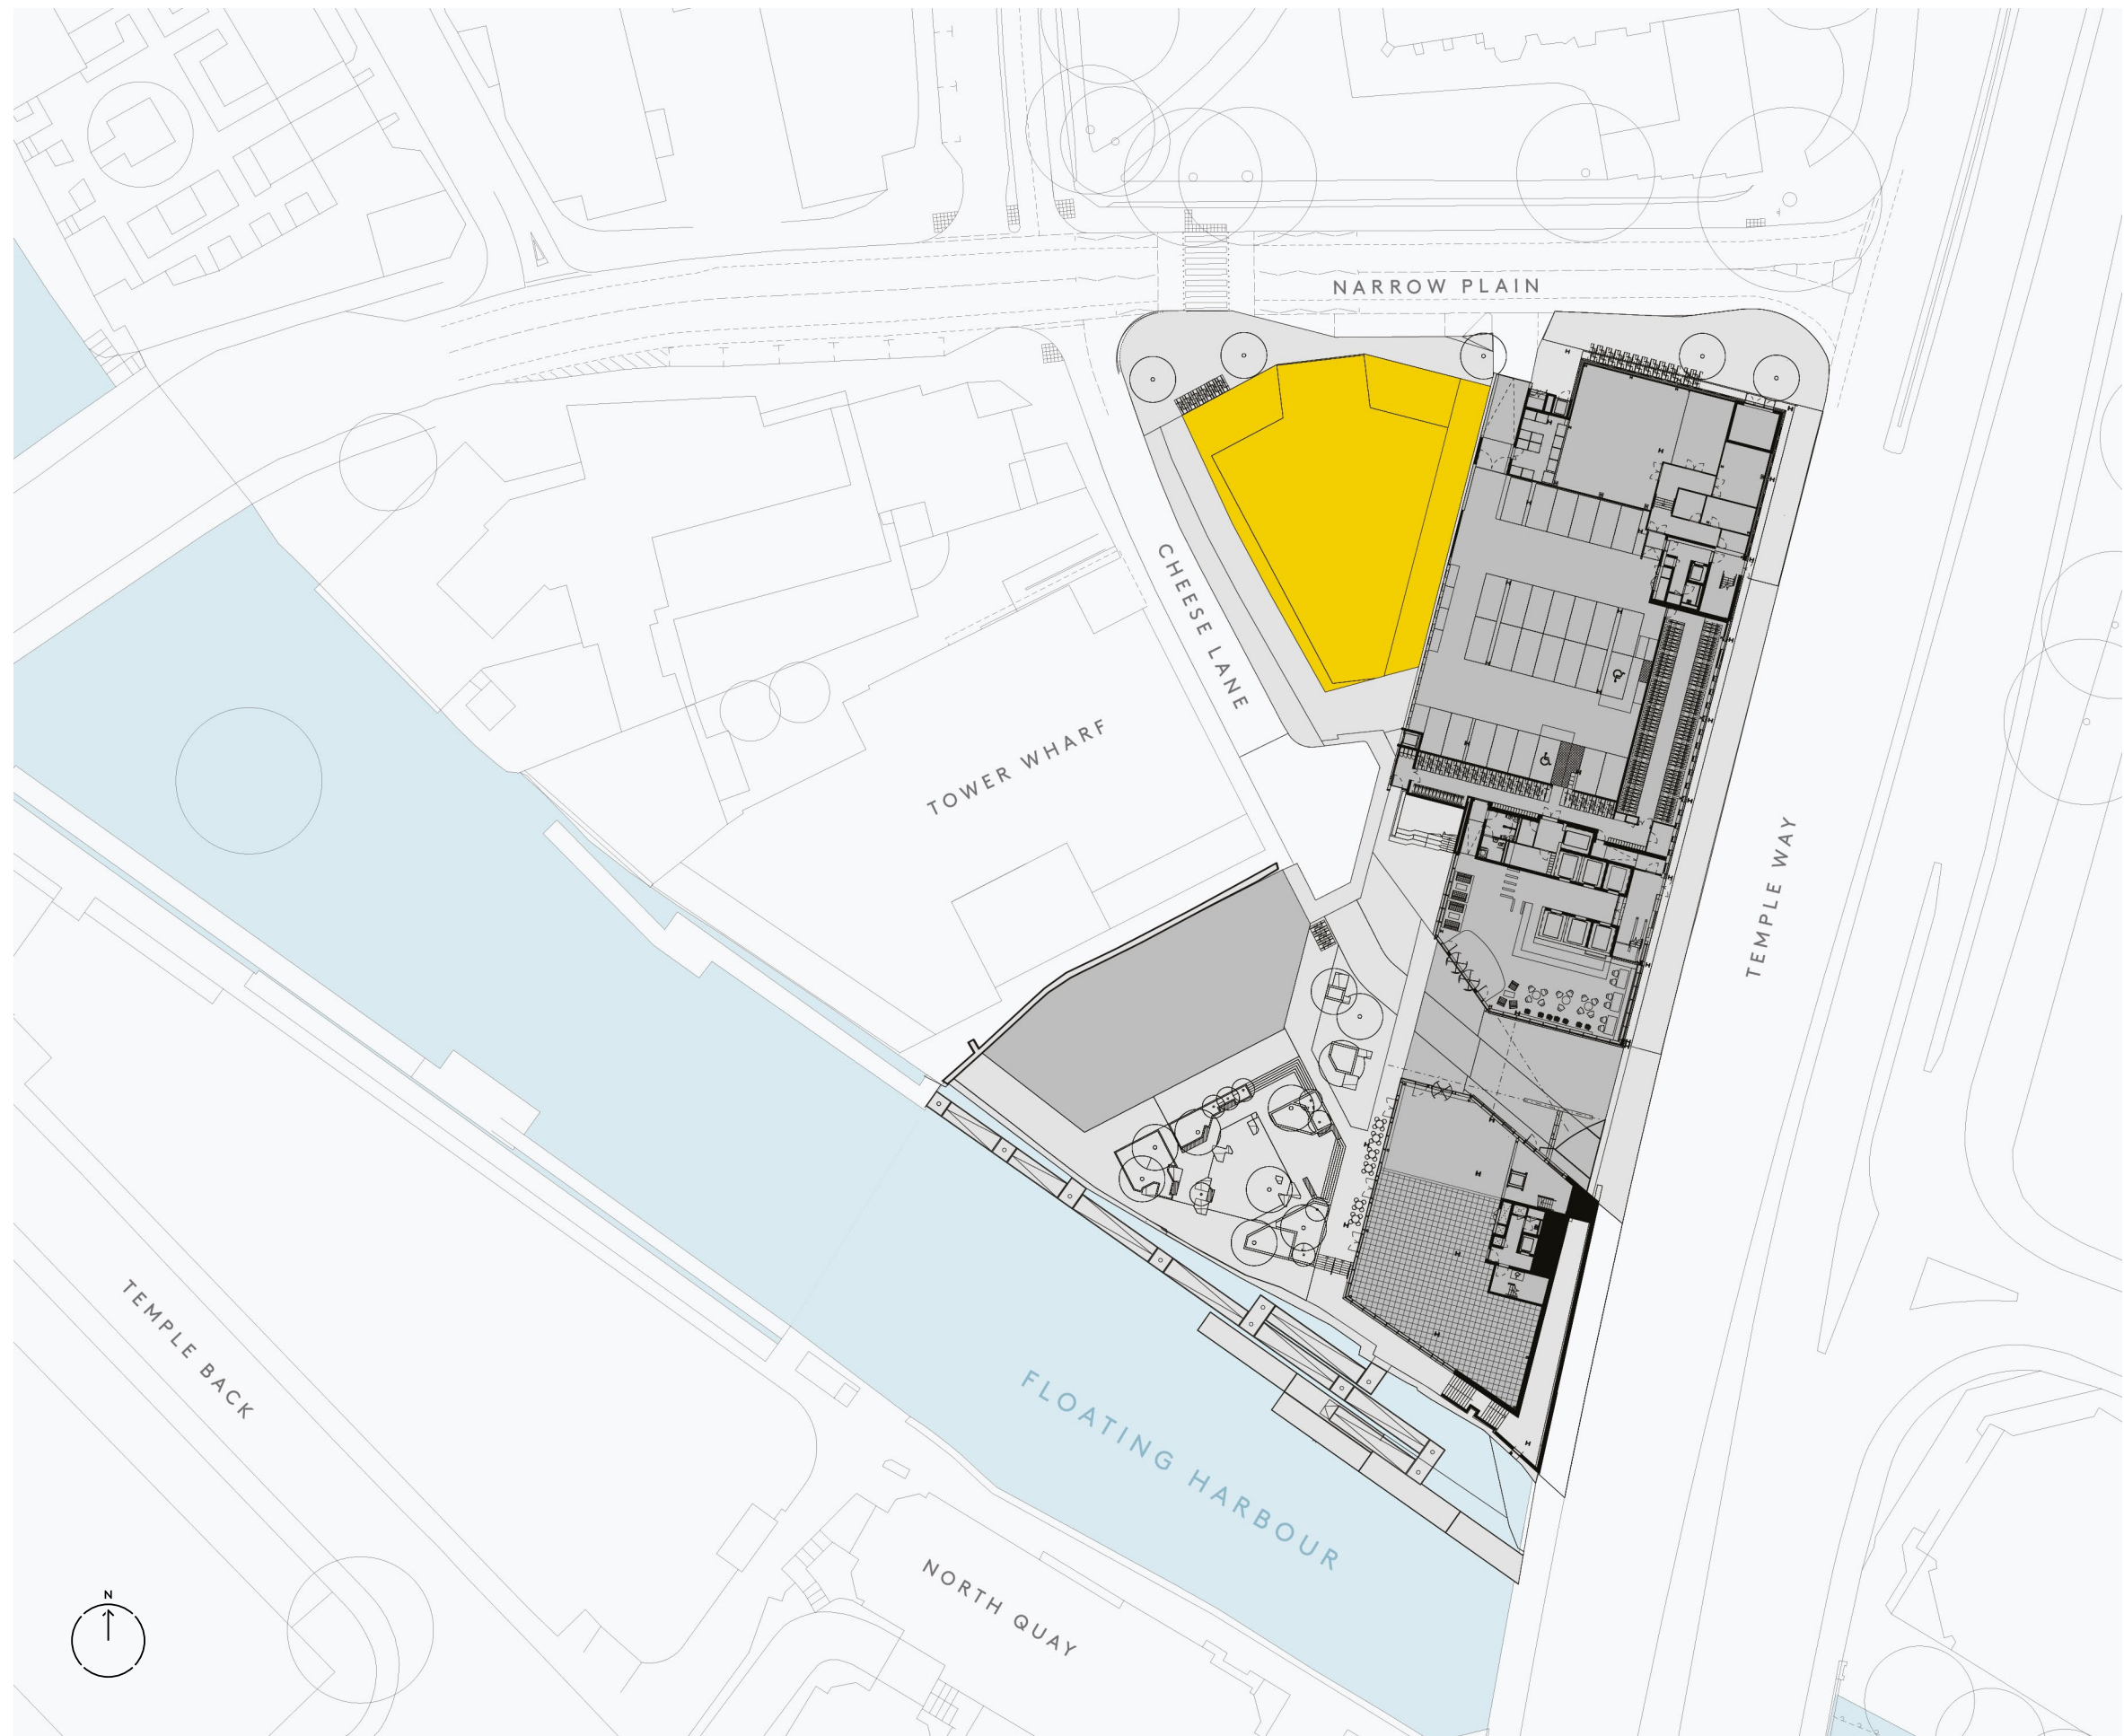 NARROW PLAIN
CHEESE LANE
TOWER WHARF
TEMPLE WAY
TEMPLE BACK
FLOATING HARBOUR
NORTH QUAY
N